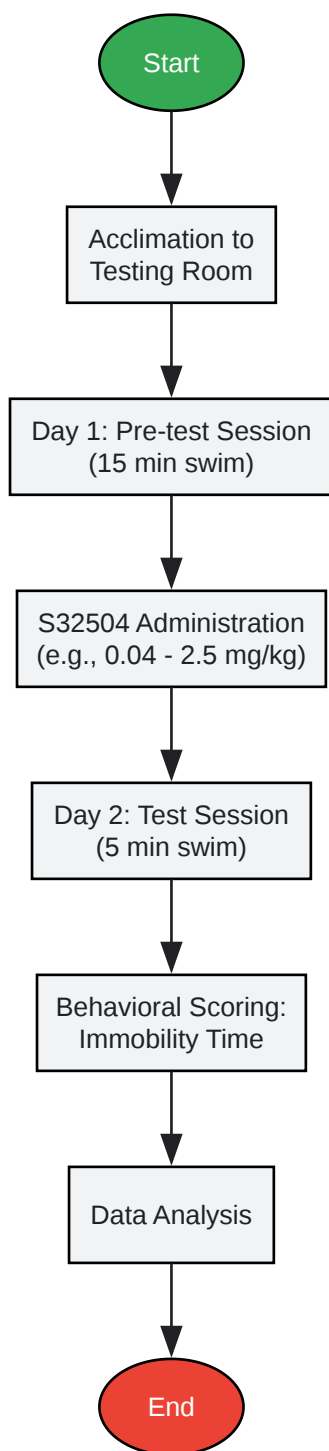 Start
Acclimation to
Testing Room
Day 1: Pre-test Session
(15 min swim)
S32504 Administration
(e.g., 0.04 - 2.5 mg/kg)
Day 2: Test Session
(5 min swim)
Behavioral Scoring:
Immobility Time
Data Analysis
End